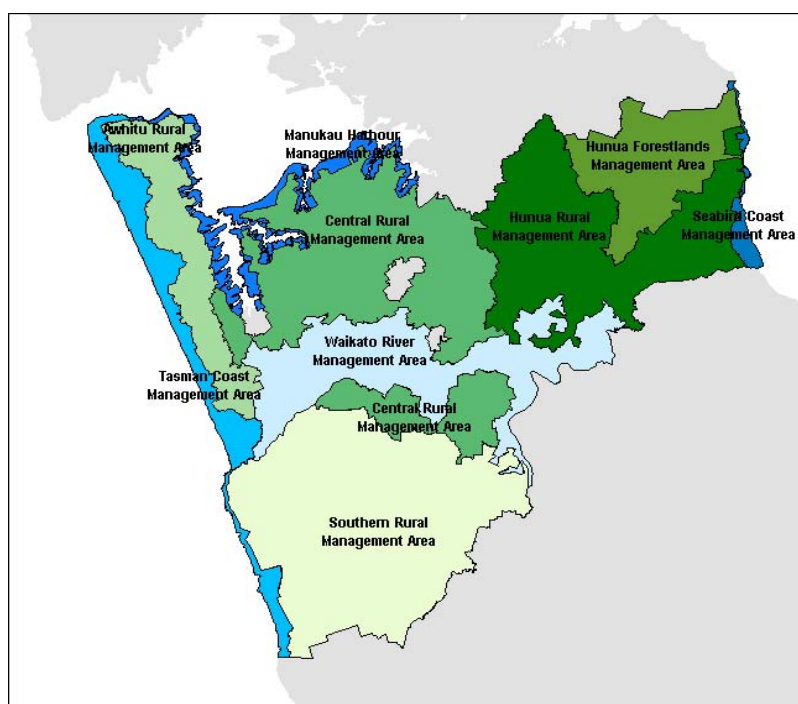 Awhitu Rural
Management Area
Manukau Harbour
Management Area
Hunua Forestlands
Management Area
Central Rural
Management Area
Hunua Rural
Management Area
Seabird Coast
Management Area
Waikato River
Management Area
Tasman Coast
Management Area
Central Rural
Management Area
Southern Rural
Management Area